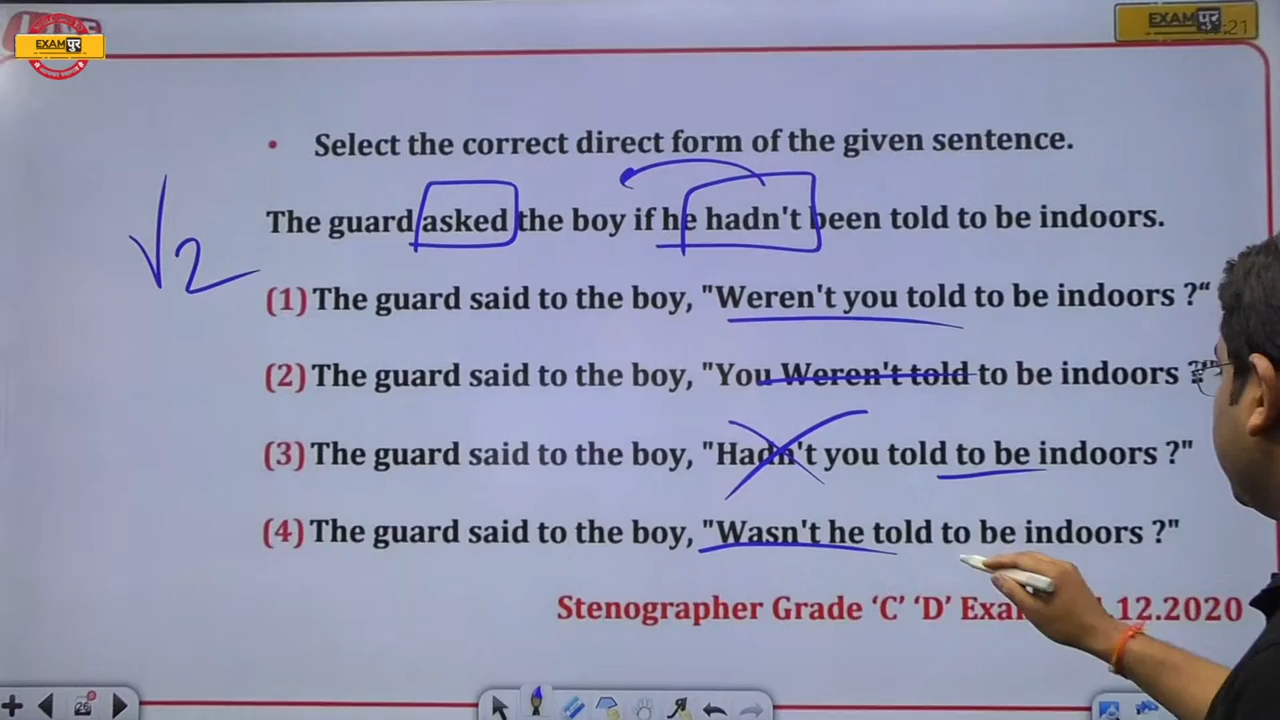 EXAMपुर
EXAMपुर
:21
• Select the correct direct form of the given sentence.
The guard asked the boy if he hadn't been told to be indoors.
√2
(1) The guard said to the boy, "Weren't you told to be indoors ?“
(2) The guard said to the boy, "You Weren't told to be indoors ?
(3) The guard said to the boy, "Hadn't you told to be indoors ?"
(4) The guard said to the boy, "Wasn't he told to be indoors ?"
Stenographer Grade ‘C’ ‘D’ .12.2020
26